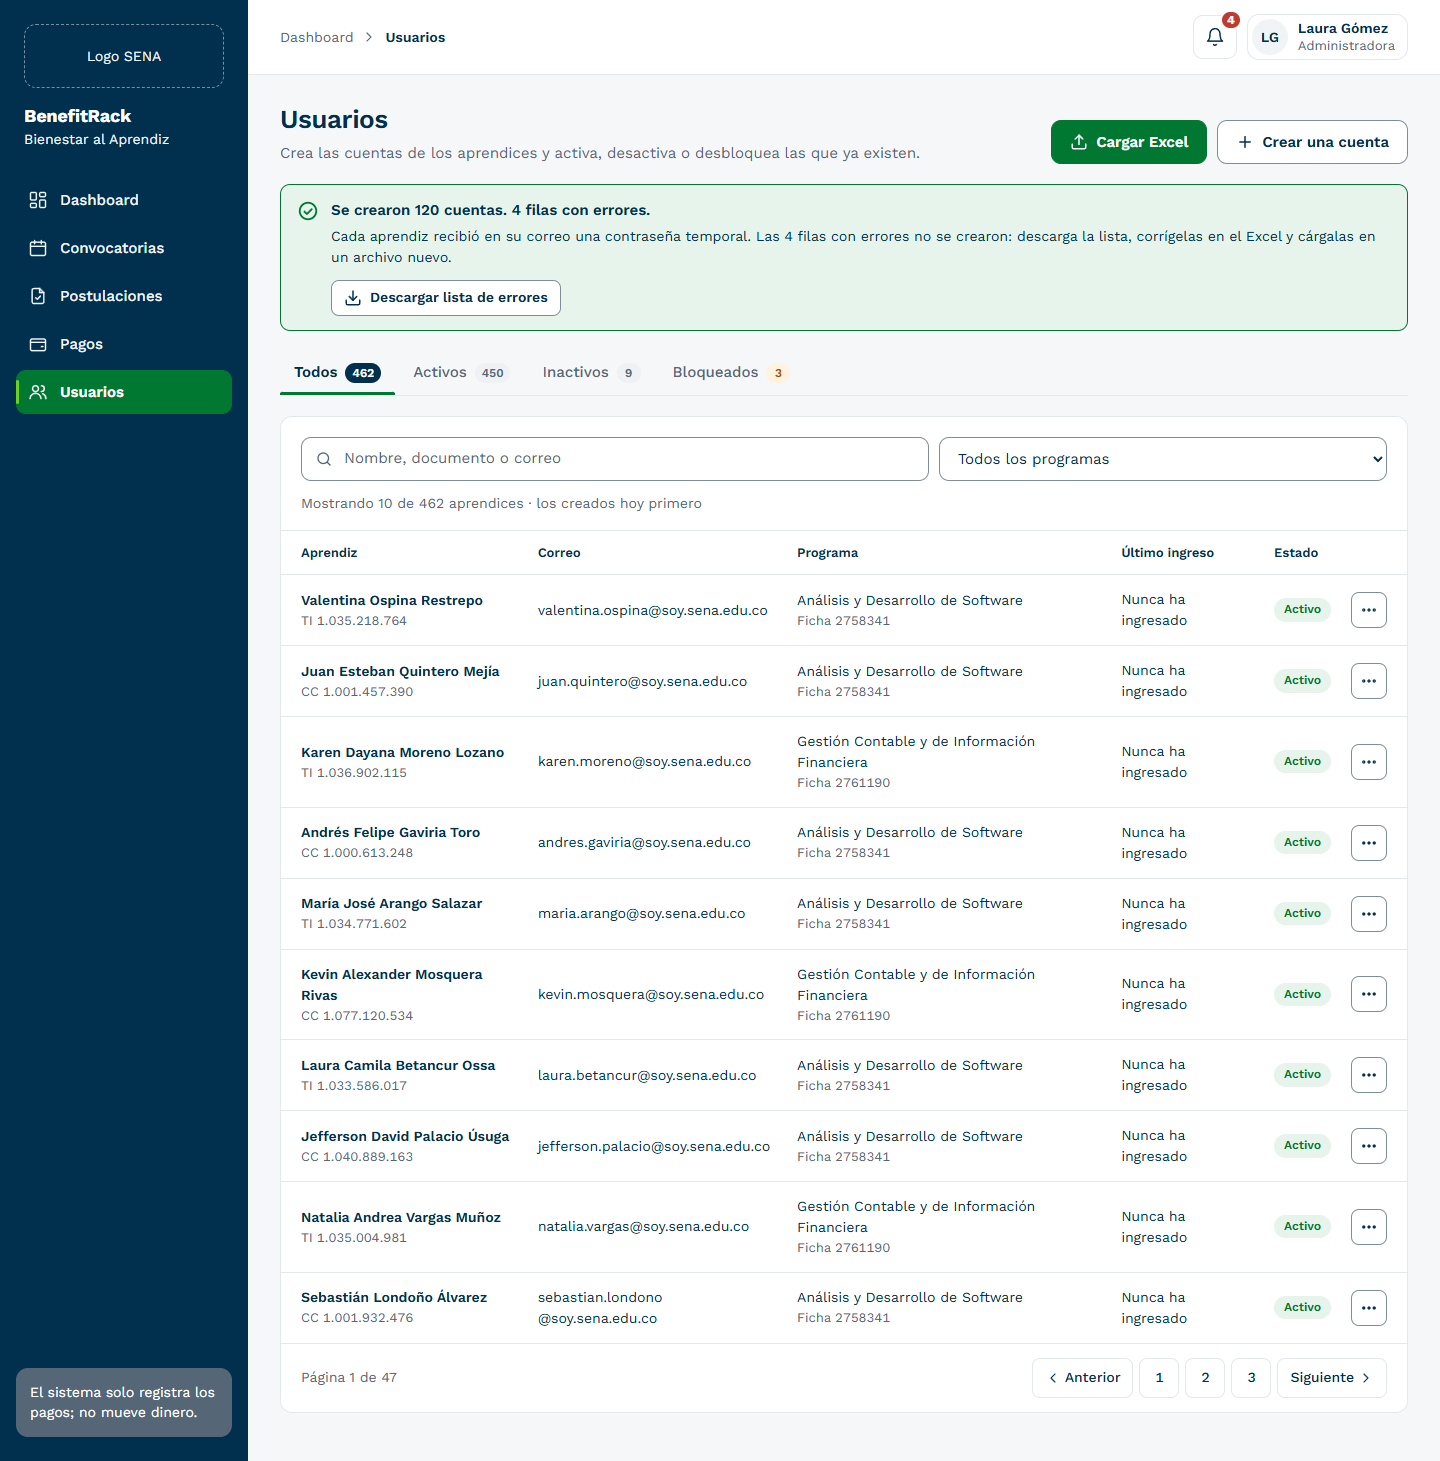 Logo SENA
BenefitRack
Bienestar al Aprendiz
Dashboard
Convocatorias
Postulaciones
Pagos
Usuarios
El sistema solo registra los
pagos; no mueve dinero.
Dashboard > Usuarios
4
LG
Laura Gómez
Administradora
Usuarios
Crea las cuentas de los aprendices y activa, desactiva o desbloquea las que ya existen.
Cargar Excel
+ Crear una cuenta
Se crearon 120 cuentas. 4 filas con errores.
Cada aprendiz recibió en su correo una contraseña temporal. Las 4 filas con errores no se crearon: descarga la lista, corrígelas en el Excel y cárgalas en
un archivo nuevo.
Descargar lista de errores
Todos 462 Activos 450 Inactivos 9 Bloqueados 3
Nombre, documento o correo
Todos los programas
Mostrando 10 de 462 aprendices · los creados hoy primero
Aprendiz Correo Programa Último ingreso Estado
Valentina Ospina Restrepo
TI 1.035.218.764
valentina.ospina@soy.sena.edu.co
Análisis y Desarrollo de Software
Ficha 2758341
Nunca ha
ingresado
Activo
Juan Esteban Quintero Mejía
CC 1.001.457.390
juan.quintero@soy.sena.edu.co
Análisis y Desarrollo de Software
Ficha 2758341
Nunca ha
ingresado
Activo
Karen Dayana Moreno Lozano
TI 1.036.902.115
karen.moreno@soy.sena.edu.co
Gestión Contable y de Información
Financiera
Ficha 2761190
Nunca ha
ingresado
Activo
Andrés Felipe Gaviria Toro
CC 1.000.613.248
andres.gaviria@soy.sena.edu.co
Análisis y Desarrollo de Software
Ficha 2758341
Nunca ha
ingresado
Activo
María José Arango Salazar
TI 1.034.771.602
maria.arango@soy.sena.edu.co
Análisis y Desarrollo de Software
Ficha 2758341
Nunca ha
ingresado
Activo
Kevin Alexander Mosquera
Rivas
CC 1.077.120.534
kevin.mosquera@soy.sena.edu.co
Gestión Contable y de Información
Financiera
Ficha 2761190
Nunca ha
ingresado
Activo
Laura Camila Betancur Ossa
TI 1.033.586.017
laura.betancur@soy.sena.edu.co
Análisis y Desarrollo de Software
Ficha 2758341
Nunca ha
ingresado
Activo
Jefferson David Palacio Úsuga
CC 1.040.889.163
jefferson.palacio@soy.sena.edu.co
Análisis y Desarrollo de Software
Ficha 2758341
Nunca ha
ingresado
Activo
Natalia Andrea Vargas Muñoz
TI 1.035.004.981
natalia.vargas@soy.sena.edu.co
Gestión Contable y de Información
Financiera
Ficha 2761190
Nunca ha
ingresado
Activo
Sebastián Londoño Álvarez
CC 1.001.932.476
sebastian.londono
@soy.sena.edu.co
Análisis y Desarrollo de Software
Ficha 2758341
Nunca ha
ingresado
Activo
Página 1 de 47
Anterior 1 2 3 Siguiente